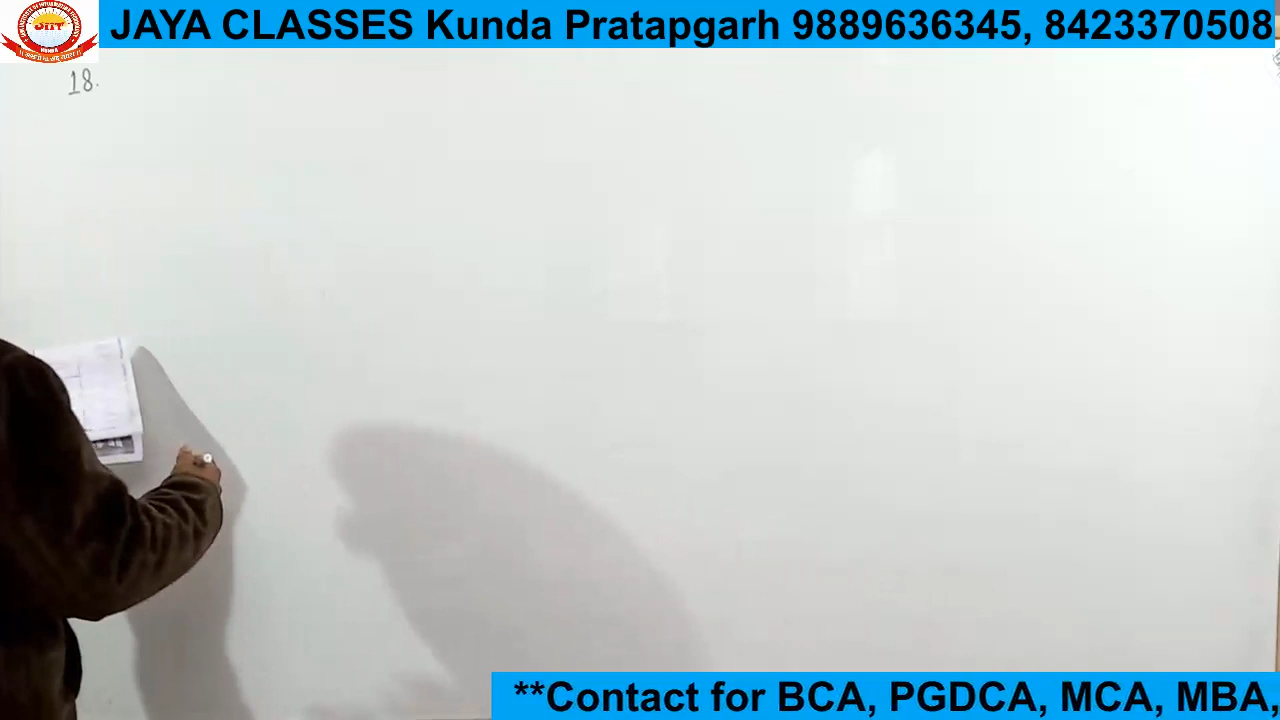 JAYA CLASSES Kunda Pratapgarh 9889636345, 8423370508
18.
**Contact for BCA, PGDCA, MCA, MBA,